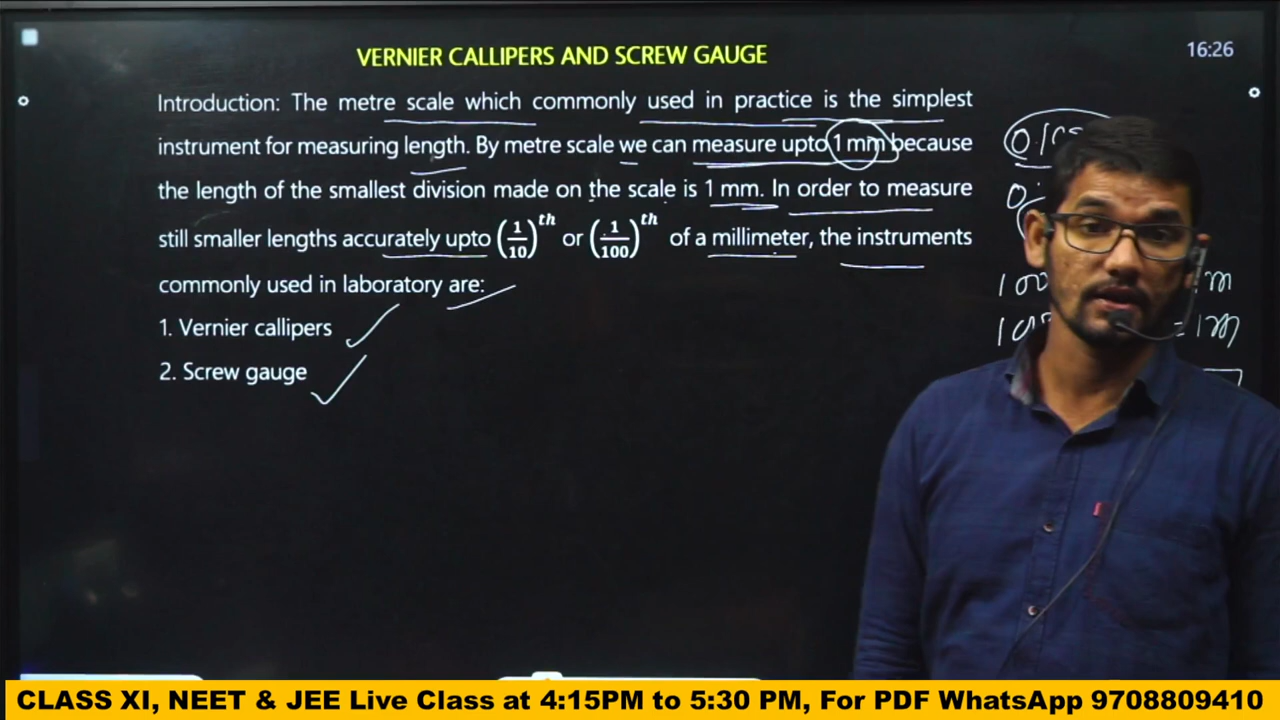 VERNIER CALLIPERS AND SCREW GAUGE
16:26
Introduction: The metre scale which commonly used in practice is the simplest
instrument for measuring length. By metre scale we can measure upto 1 mm because
the length of the smallest division made on the scale is 1 mm. In order to measure
still smaller lengths accurately upto (1/10)^th or (1/100)^th of a millimeter, the instruments
commonly used in laboratory are:
1. Vernier callipers
2. Screw gauge
= 1m
CLASS XI, NEET & JEE Live Class at 4:15PM to 5:30 PM, For PDF WhatsApp 9708809410